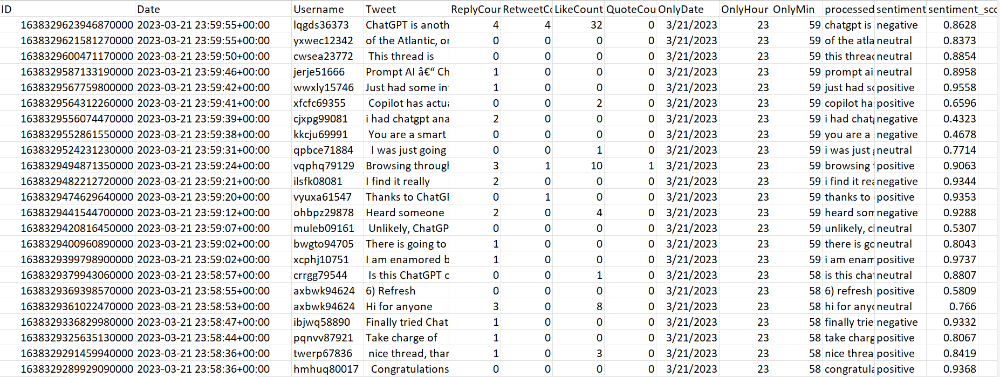 ID Date Username Tweet ReplyCour RetweetCo LikeCount QuoteCou OnlyDate OnlyHour OnlyMin processed sentiment sentiment_sco
1638329623946870000 2023-03-21 23:59:55+00:00 lqgds36373 ChatGPT is anoth 4 4 32 0 3/21/2023 23 59 chatgpt is negative 0.8628
1638329621581270000 2023-03-21 23:59:55+00:00 yxwec12342 of the Atlantic, or 0 0 0 0 3/21/2023 23 59 of the atla neutral 0.8373
1638329600471170000 2023-03-21 23:59:50+00:00 cwsea23772 This thread is 0 0 0 0 3/21/2023 23 59 this threac neutral 0.8854
1638329587133190000 2023-03-21 23:59:46+00:00 jerje51666 Prompt AI â€“ Ch 1 0 0 0 3/21/2023 23 59 prompt ai neutral 0.8958
1638329567759800000 2023-03-21 23:59:42+00:00 wwxly15746 Just had some in 1 0 0 0 3/21/2023 23 59 just had so positive 0.9558
1638329564312260000 2023-03-21 23:59:41+00:00 xfcfc69355 Copilot has actua 0 0 2 0 3/21/2023 23 59 copilot ha positive 0.6596
1638329556074470000 2023-03-21 23:59:39+00:00 cjxpg99081 i had chatgpt ana 2 0 0 0 3/21/2023 23 59 i had chatg negative 0.4323
1638329552861550000 2023-03-21 23:59:38+00:00 kkcju69991 You are a smart 0 0 0 0 3/21/2023 23 59 you are a negative 0.4678
1638329524231230000 2023-03-21 23:59:31+00:00 qpbce71884 I was just going 0 0 1 0 3/21/2023 23 59 i was just neutral 0.7714
1638329494871350000 2023-03-21 23:59:24+00:00 vqphq79129 Browsing through 3 1 10 1 3/21/2023 23 59 browsing positive 0.9063
1638329482212720000 2023-03-21 23:59:21+00:00 ilsfk08081 I find it really 2 0 0 0 3/21/2023 23 59 i find it rea negative 0.9344
1638329474629640000 2023-03-21 23:59:20+00:00 vyuxa61547 Thanks to ChatGF 0 1 0 0 3/21/2023 23 59 thanks to positive 0.9353
1638329441544700000 2023-03-21 23:59:12+00:00 ohbpz29878 Heard someone 2 0 4 0 3/21/2023 23 59 heard som negative 0.9288
1638329420816450000 2023-03-21 23:59:07+00:00 muleb09161 Unlikely, ChatGP 0 0 0 0 3/21/2023 23 59 unlikely, cl neutral 0.5307
1638329400960890000 2023-03-21 23:59:02+00:00 bwgto94705 There is going to 1 0 0 0 3/21/2023 23 59 there is go neutral 0.8043
1638329399798900000 2023-03-21 23:59:02+00:00 xcphj10751 I am enamored b 1 0 0 0 3/21/2023 23 59 i am enam positive 0.9737
1638329379943060000 2023-03-21 23:58:57+00:00 crrgg79544 Is this ChatGPT c 0 0 1 0 3/21/2023 23 58 is this chat neutral 0.8807
1638329369398570000 2023-03-21 23:58:55+00:00 axbwk94624 6) Refresh 0 0 0 0 3/21/2023 23 58 6) refresh positive 0.5809
1638329361022470000 2023-03-21 23:58:53+00:00 axbwk94624 Hi for anyone 3 0 8 0 3/21/2023 23 58 hi for anyo neutral 0.766
1638329336829980000 2023-03-21 23:58:47+00:00 ibjwq58890 Finally tried Chat 1 0 0 0 3/21/2023 23 58 finally trie negative 0.9332
1638329325635130000 2023-03-21 23:58:44+00:00 pqnvv87921 Take charge of 1 0 0 0 3/21/2023 23 58 take charg positive 0.8067
1638329291459940000 2023-03-21 23:58:36+00:00 twerp67836 nice thread, thar 1 0 3 0 3/21/2023 23 58 nice threa positive 0.8419
1638329289929090000 2023-03-21 23:58:36+00:00 hmhuq80017 Congratulations 0 0 0 0 3/21/2023 23 58 congratula positive 0.9368